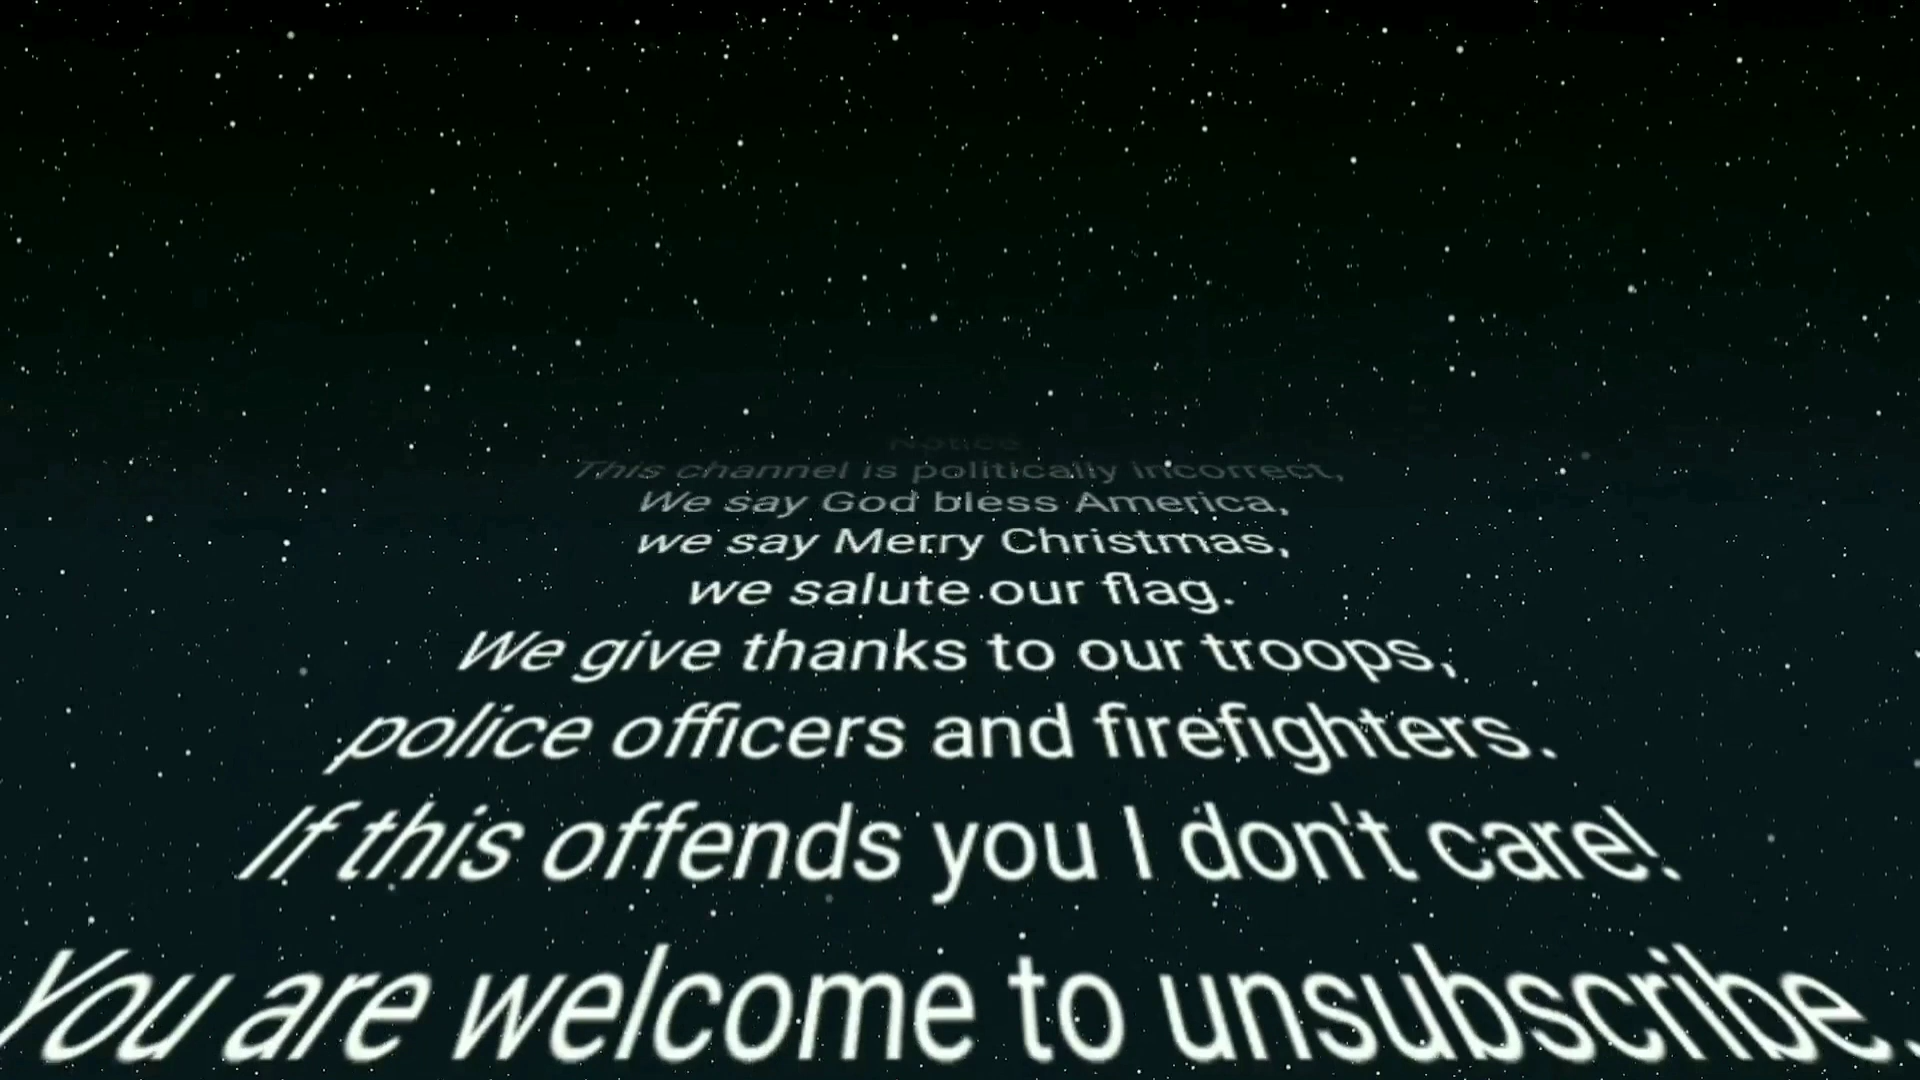 Notice
This channel is politically incorrect,
We say God bless America,
we say Merry Christmas,
we salute our flag.
We give thanks to our troops,
police officers and firefighters.
If this offends you I don't care!
You are welcome to unsubscribe.